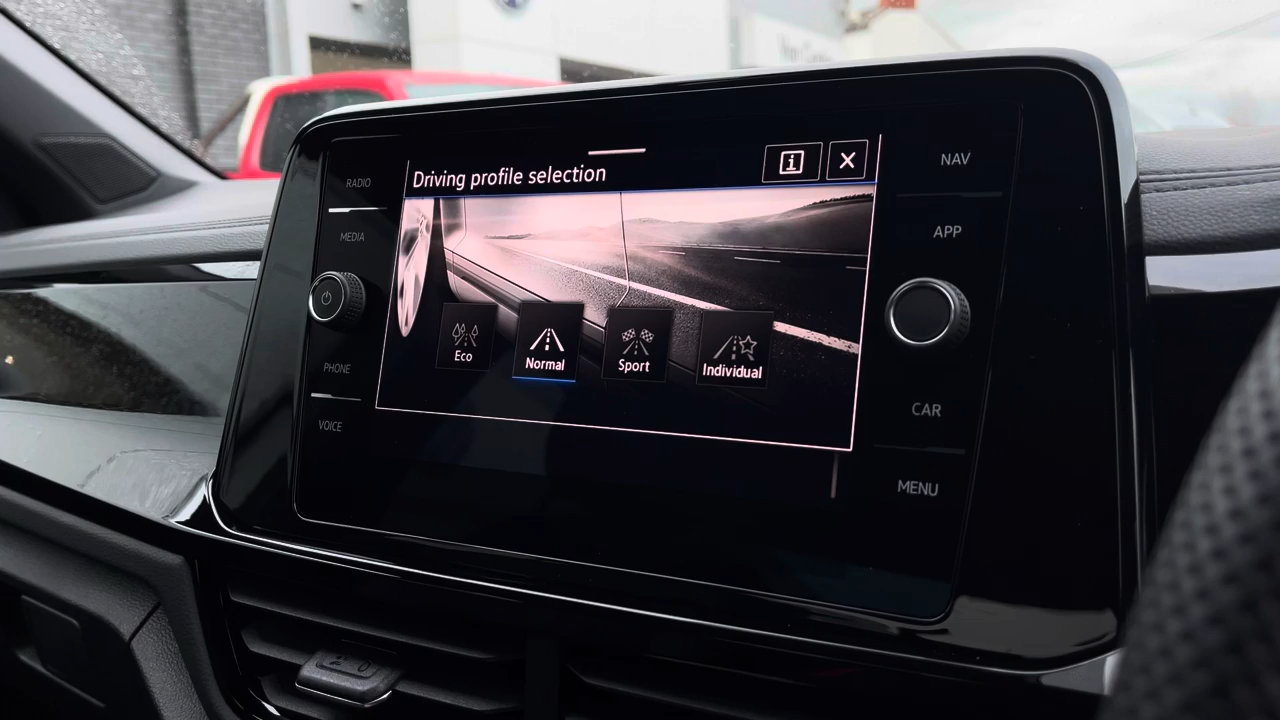 RADIO
MEDIA
PHONE
VOICE
Driving profile selection
i
Eco
Normal
Sport
Individual
NAV
APP
CAR
MENU